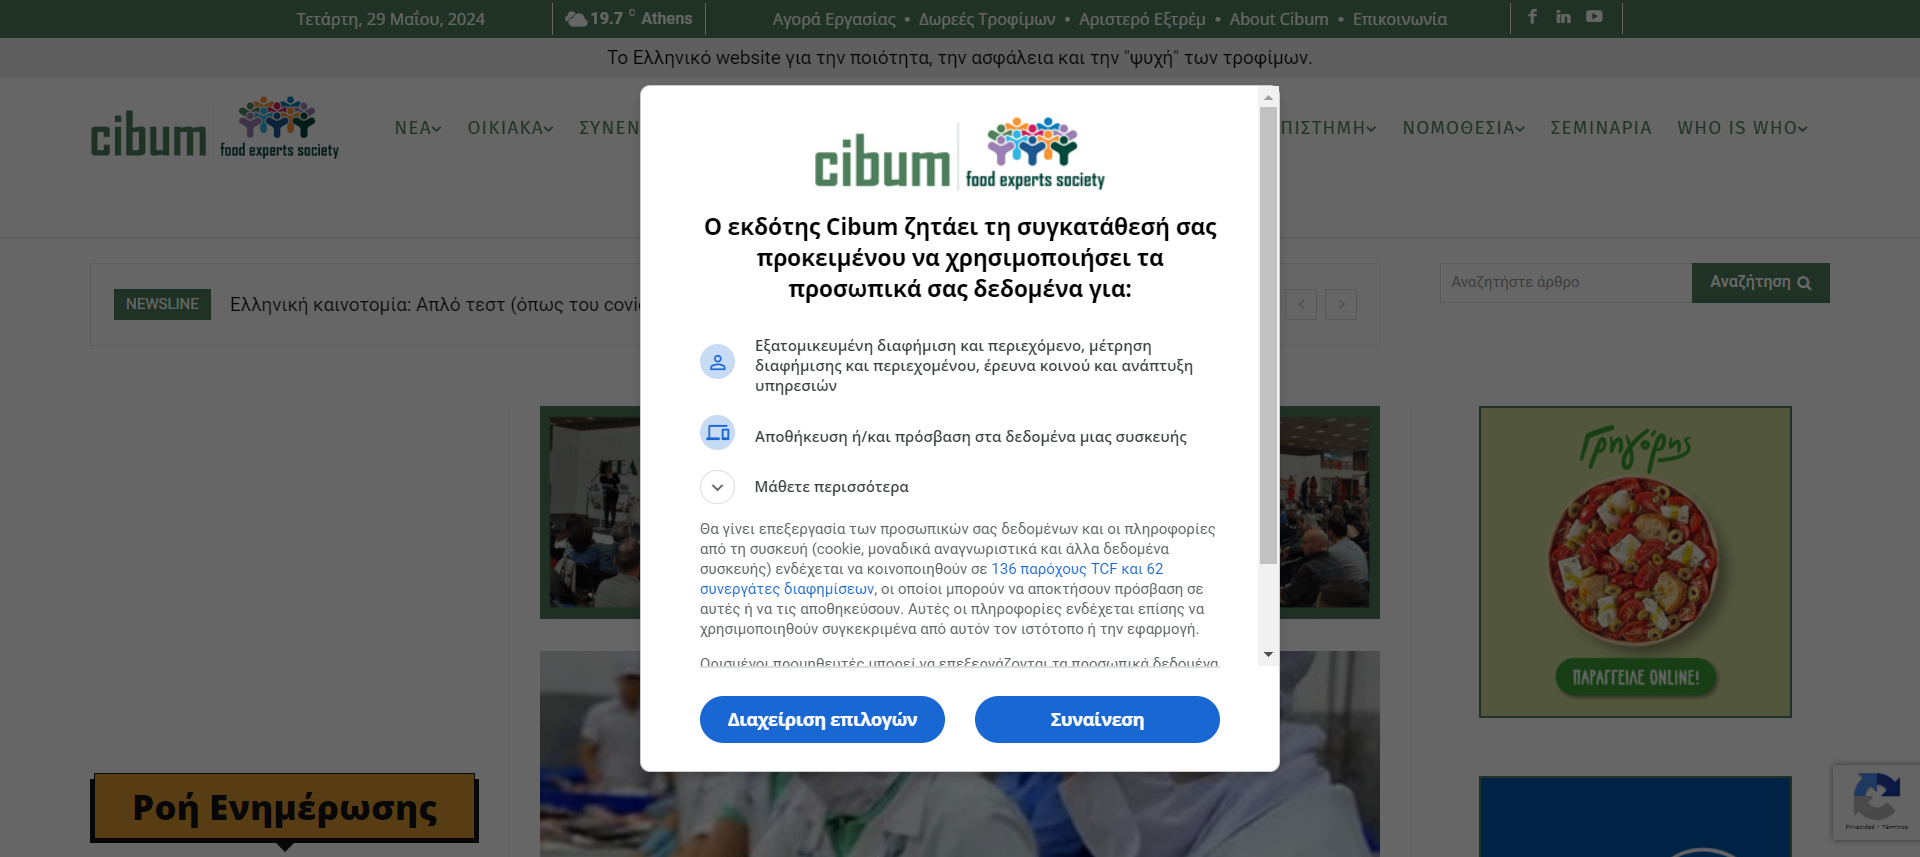 Τετάρτη, 29 Μαΐου, 2024
19.7 C Athens
Αγορά Εργασίας • Δωρεές Τροφίμων • Αριστερό Εξτρέμ • About Cibum • Επικοινωνία
Το Ελληνικό website για την ποιότητα, την ασφάλεια και την "ψυχή" των τροφίμων.
cibum food experts society
ΝΕΑ ΟΙΚΙΑΚΑ ΝΟΜΟΘΕΣΙΑ ΣΕΜΙΝΑΡΙΑ WHO IS WHO
NEWSLINE
Ελληνική καινοτομία: Απλό τεστ (όπως του
Αναζητήστε άρθρο
Αναζήτηση
cibum food experts society
Ο εκδότης Cibum ζητάει τη συγκατάθεσή σας
προκειμένου να χρησιμοποιήσει τα
προσωπικά σας δεδομένα για:
Εξατομικευμένη διαφήμιση και περιεχόμενο, μέτρηση
διαφήμισης και περιεχομένου, έρευνα κοινού και ανάπτυξη
υπηρεσιών
Αποθήκευση ή/και πρόσβαση στα δεδομένα μιας συσκευής
Μάθετε περισσότερα
Θα γίνει επεξεργασία των προσωπικών σας δεδομένων και οι πληροφορίες
από τη συσκευή (cookie, μοναδικά αναγνωριστικά και άλλα δεδομένα
συσκευής) ενδέχεται να κοινοποιηθούν σε 136 παρόχους TCF και 62
συνεργάτες διαφημίσεων, οι οποίοι μπορούν να αποκτήσουν πρόσβαση σε
αυτές ή να τις αποθηκεύσουν. Αυτές οι πληροφορίες ενδέχεται επίσης να
χρησιμοποιηθούν συγκεκριμένα από αυτόν τον ιστότοπο ή την εφαρμογή.
Ορισμένοι προμηθευτές μπορεί να επεξεργάζονται τα προσωπικά δεδομένα
Διαχείριση επιλογών
Συναίνεση
Γρηγόρης
ΠΑΡΑΓΓΕΙΛΕ ONLINE!
Ροή Ενημέρωσης
Privacidad - Términos